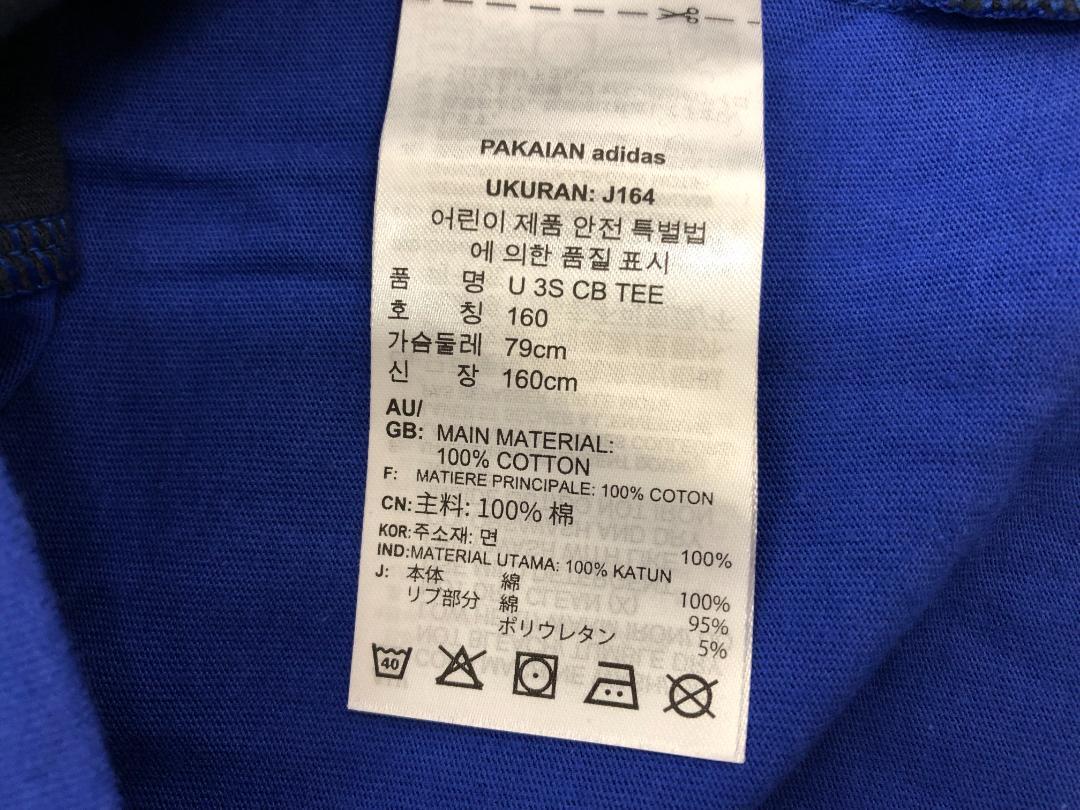 PAKAIAN adidas
UKURAN: J164
어린이 제품 안전 특별법
에 의한 품질 표시
품 명 U 3S CB TEE
호 칭 160
가슴둘레 79cm
신 장 160cm
AU/
GB: MAIN MATERIAL:
100% COTTON
F: MATIERE PRINCIPALE: 100% COTON
CN: 主料: 100% 棉
KOR: 주소재: 면 100%
IND: MATERIAL UTAMA: 100% KATUN
J: 本体 綿 100%
リブ部分 綿 95%
ポリウレタン 5%
40